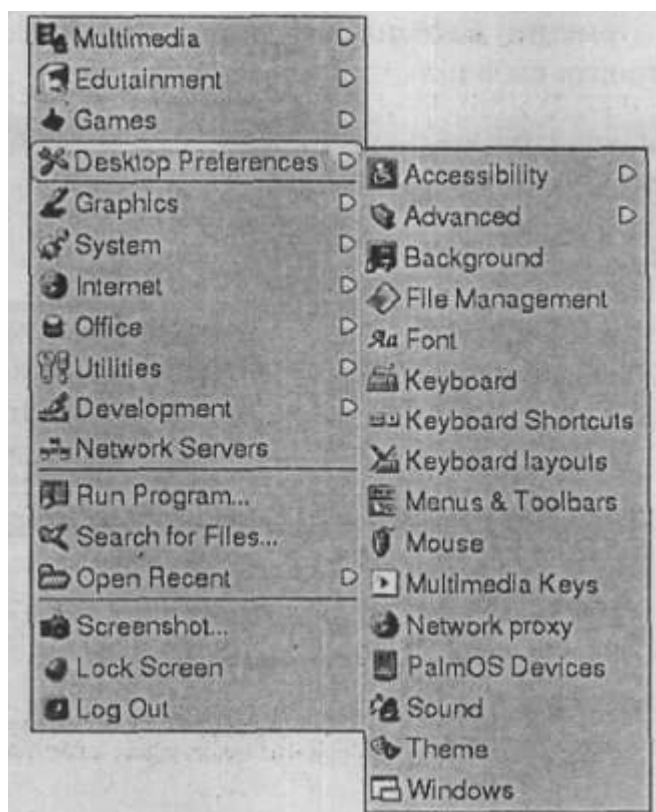 Multimedia
Edutainment
Games
Desktop Preferences
Graphics
System
Internet
Office
Utilities
Development
Network Servers
Run Program...
Search for Files...
Open Recent
Screenshot...
Lock Screen
Log Out
Accessibility
Advanced
Background
File Management
Font
Keyboard
Keyboard Shortcuts
Keyboard layouts
Menus & Toolbars
Mouse
Multimedia Keys
Network proxy
PalmOS Devices
Sound
Theme
Windows